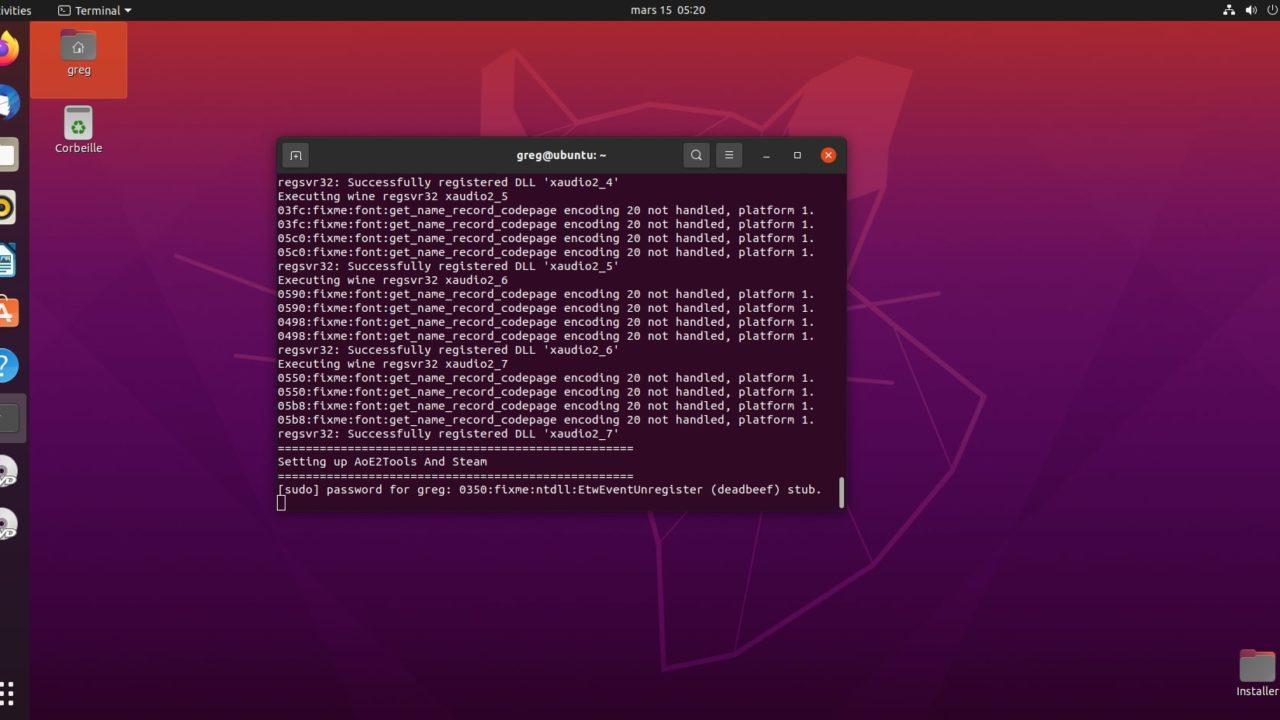 ivities
Terminal
mars 15 05:20
greg
Corbeille
greg@ubuntu: ~
regsvr32: Successfully registered DLL 'xaudio2_4'
Executing wine regsvr32 xaudio2_5
03fc:fixme:font:get_name_record_codepage encoding 20 not handled, platform 1.
03fc:fixme:font:get_name_record_codepage encoding 20 not handled, platform 1.
05c0:fixme:font:get_name_record_codepage encoding 20 not handled, platform 1.
05c0:fixme:font:get_name_record_codepage encoding 20 not handled, platform 1.
regsvr32: Successfully registered DLL 'xaudio2_5'
Executing wine regsvr32 xaudio2_6
0590:fixme:font:get_name_record_codepage encoding 20 not handled, platform 1.
0590:fixme:font:get_name_record_codepage encoding 20 not handled, platform 1.
0498:fixme:font:get_name_record_codepage encoding 20 not handled, platform 1.
0498:fixme:font:get_name_record_codepage encoding 20 not handled, platform 1.
regsvr32: Successfully registered DLL 'xaudio2_6'
Executing wine regsvr32 xaudio2_7
0550:fixme:font:get_name_record_codepage encoding 20 not handled, platform 1.
0550:fixme:font:get_name_record_codepage encoding 20 not handled, platform 1.
05b8:fixme:font:get_name_record_codepage encoding 20 not handled, platform 1.
05b8:fixme:font:get_name_record_codepage encoding 20 not handled, platform 1.
regsvr32: Successfully registered DLL 'xaudio2_7'
===================================================
Setting up AoE2Tools And Steam
===================================================
[sudo] password for greg: 0350:fixme:ntdll:EtwEventUnregister (deadbeef) stub.
Installer